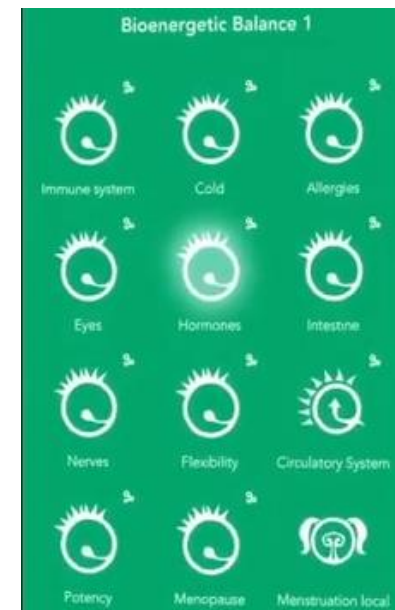 Bioenergetic Balance 1
Immune system
Cold
Allergies
Eyes
Hormones
Intestine
Nerves
Flexibility
Circulatory System
Potency
Menopause
Menstruation local